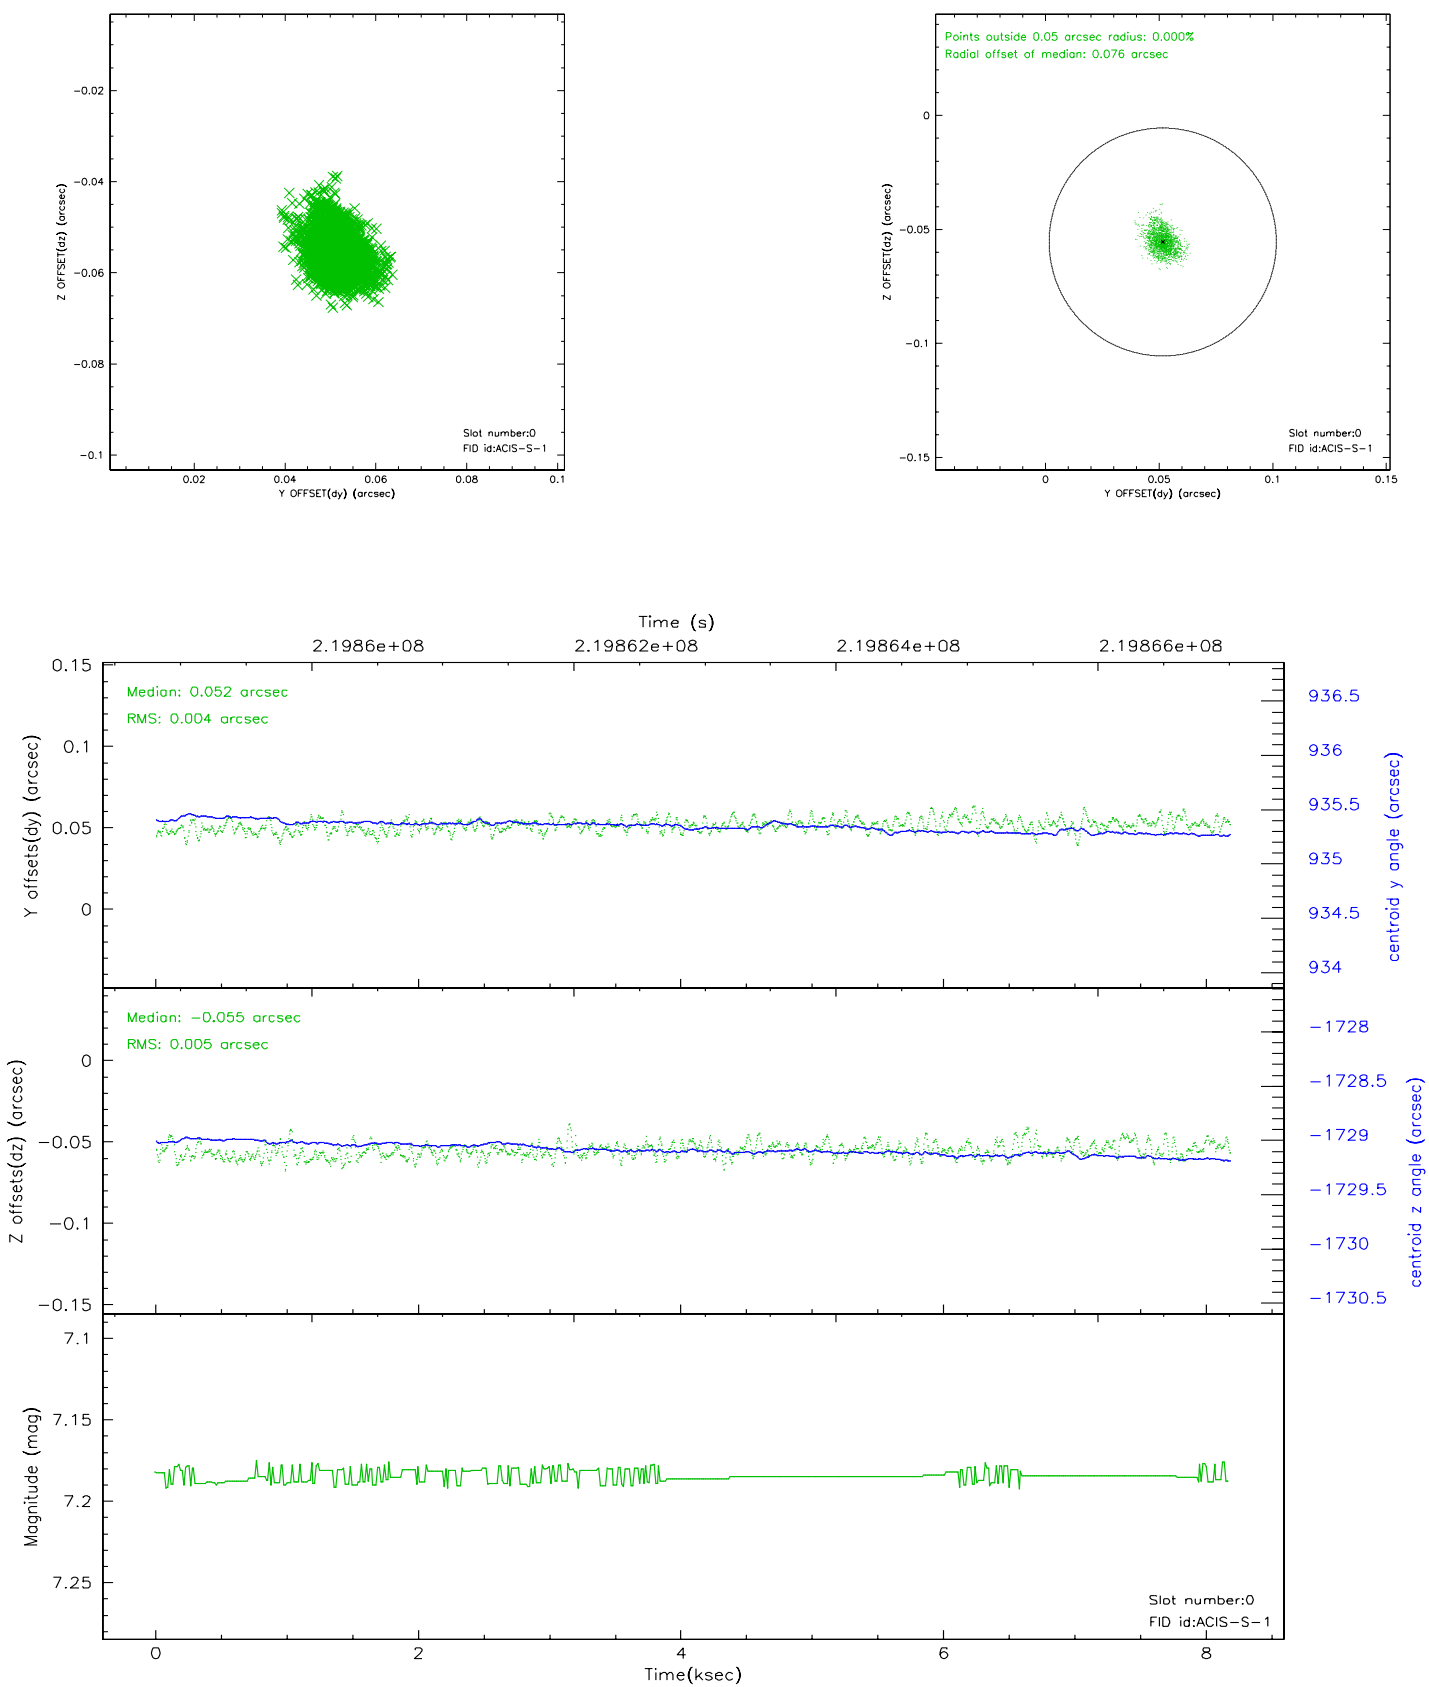 Points outside 0.05 arcsec radius: 0.000%
Radial offset of median: 0.076 arcsec
−0.02
−0.04
−0.06
−0.08
−0.1
Z OFFSET(dz) (arcsec)
Slot number:0
FID id:ACIS−S−1
0.02 0.04 0.06 0.08 0.1
Y OFFSET(dy) (arcsec)
0
−0.05
−0.1
−0.15
Z OFFSET(dz) (arcsec)
Slot number:0
FID id:ACIS−S−1
0 0.05 0.1 0.15
Y OFFSET(dy) (arcsec)
Time (s)
2.1986e+08 2.19862e+08 2.19864e+08 2.19866e+08
Median: 0.052 arcsec
RMS: 0.004 arcsec
0.15
0.1
0.05
0
Y offsets(dy) (arcsec)
936.5
936
935.5
935
934.5
934
centroid y angle (arcsec)
Median: −0.055 arcsec
RMS: 0.005 arcsec
0
−0.05
−0.1
−0.15
Z offsets(dz) (arcsec)
−1728
−1728.5
−1729
−1729.5
−1730
−1730.5
centroid z angle (arcsec)
7.1
7.15
7.2
7.25
Magnitude (mag)
Slot number:0
FID id:ACIS−S−1
0 2 4 6 8
Time(ksec)